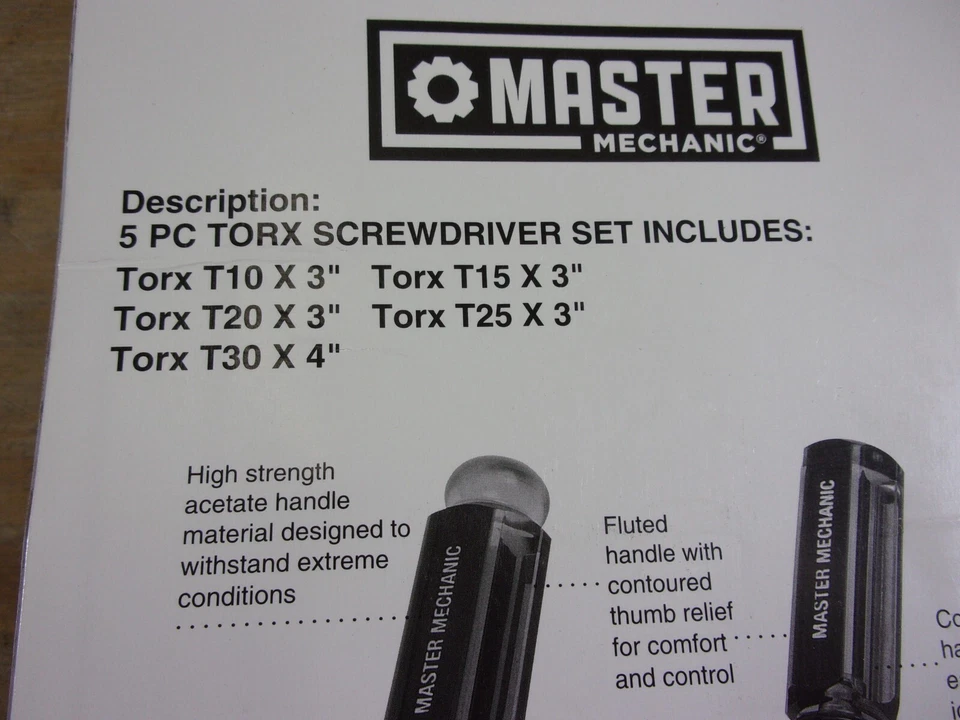 MASTER
MECHANIC®
Description:
5 PC TORX SCREWDRIVER SET INCLUDES:
Torx T10 X 3" Torx T15 X 3"
Torx T20 X 3" Torx T25 X 3"
Torx T30 X 4"
High strength
acetate handle
material designed to
withstand extreme
conditions
MASTER MECHANIC
Fluted
handle with
contoured
thumb relief
for comfort
and control
MASTER MECHANIC